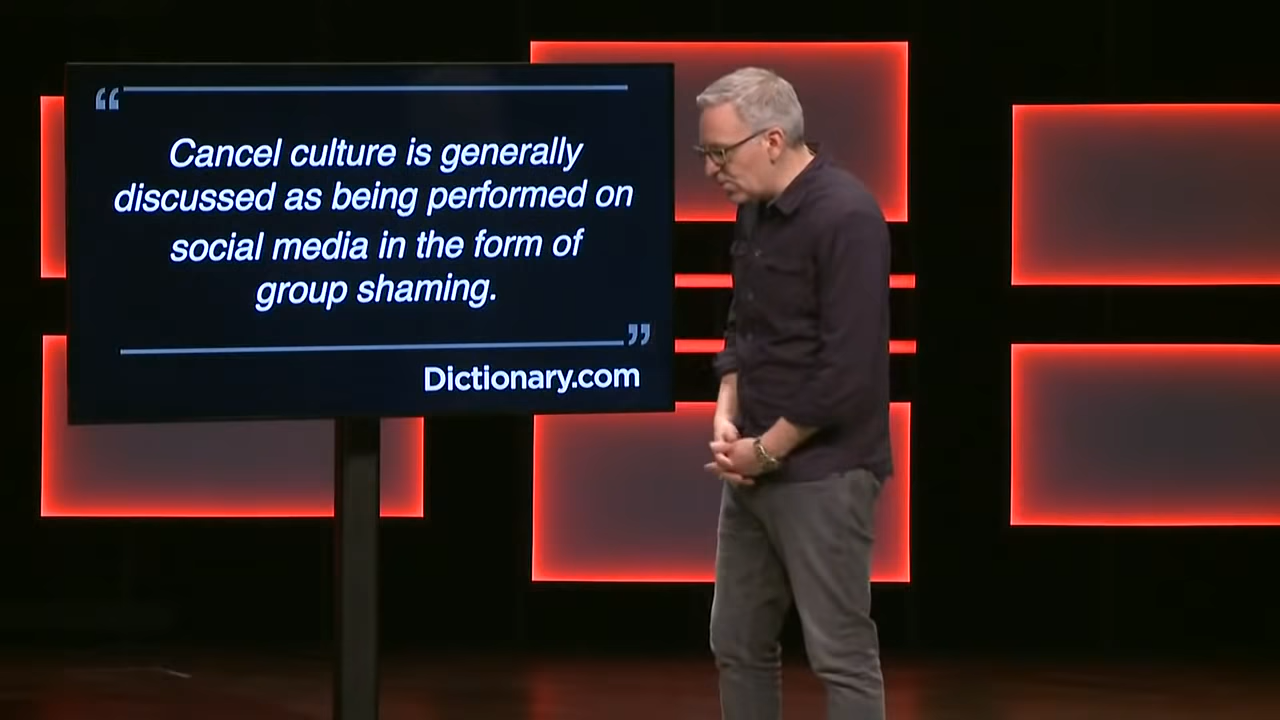 “
Cancel culture is generally
discussed as being performed on
social media in the form of
group shaming.
”
Dictionary.com